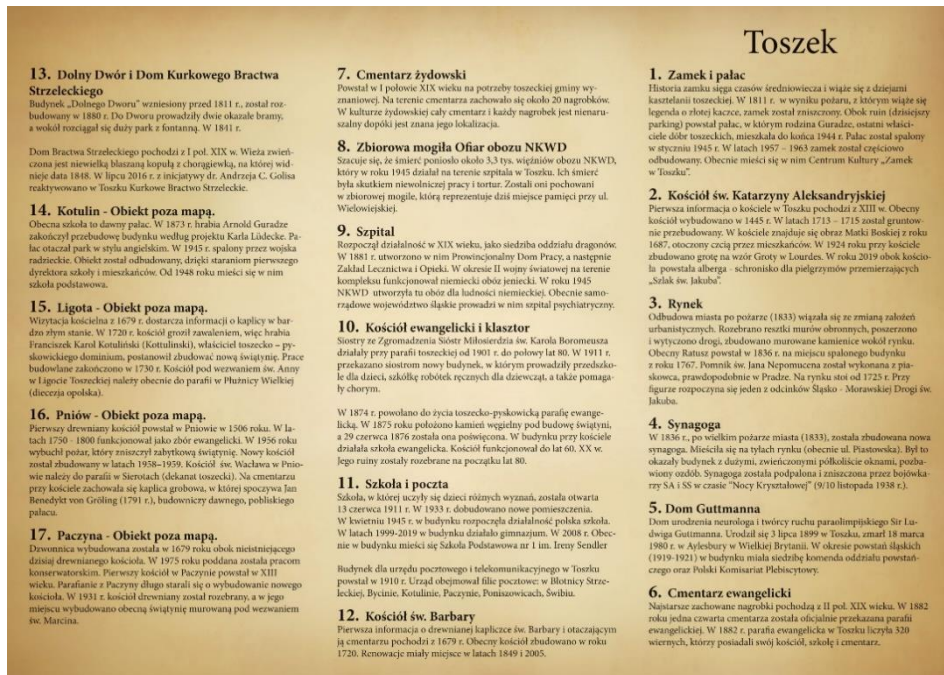 Toszek
1. Zamek i pałac
Historia zamku sięga czasów średniowiecza i wiąże się z dziejami
kasztelanii toszeckiej. W 1811 r. w wyniku pożaru, z którym wiąże się
legenda o złotej kaczce, zamek został zniszczony. Obok ruin (dzisiejszy
parking) powstał pałac, w którym rodzina Guradze, ostatni właści-
ciele dóbr toszeckich, mieszkała do końca 1944 r. Pałac został spalony
w styczniu 1945 r. W latach 1957 – 1963 zamek został częściowo
odbudowany. Obecnie mieści się w nim Centrum Kultury „Zamek
w Toszku”.
2. Kościół św. Katarzyny Aleksandryjskiej
Pierwsza informacja o kościele w Toszku pochodzi z XIII w. Obecny
kościół wybudowano w 1445 r. W latach 1713 – 1715 został gruntow-
nie przebudowany. W kościele znajduje się obraz Matki Boskiej z roku
1687, otoczony czcią przez mieszkańców. W 1924 roku przy kościele
zbudowano grotę na wzór Groty w Lourdes. W roku 2019 obok kościo-
ła powstała alberga - schronisko dla pielgrzymów przemierzających
„Szlak św. Jakuba”.
3. Rynek
Odbudowa miasta po pożarze (1833) wiązała się ze zmianą założeń
urbanistycznych. Rozebrano resztki murów obronnych, poszerzono
i wytyczono drogi, zbudowano murowane kamienice wokół rynku.
Obecny Ratusz powstał w 1836 r. na miejscu spalonego budynku
z roku 1767. Pomnik św. Jana Nepomucena został wykonana z pia-
skowca, prawdopodobnie w Pradze. Na rynku stoi od 1725 r. Przy
figurze rozpoczyna się jeden z odcinków Śląsko - Morawskiej Drogi św.
Jakuba.
4. Synagoga
W 1836 r., po wielkim pożarze miasta (1833), została zbudowana nowa
synagoga. Mieściła się na tyłach rynku (obecnie ul. Piastowska). Był to
okazały budynek z dużymi, zwieńczonymi półkoliście oknami, pozba-
wiony ozdób. Synagoga została podpalona i zniszczona przez bojówka-
rzy SA i SS w czasie "Nocy Kryształowej” (9/10 listopada 1938 r.).
5. Dom Guttmanna
Dom urodzenia neurologa i twórcy ruchu paraolimpijskiego Sir Lu-
dwiga Guttmanna. Urodził się 3 lipca 1899 w Toszku, zmarł 18 marca
1980 r. w Aylesbury w Wielkiej Brytanii. W okresie powstań śląskich
(1919-1921) w budynku miała siedzibę komenda oddziału powstań-
czego oraz Polski Komisariat Plebiscytowy.
6. Cmentarz ewangelicki
Najstarsze zachowane nagrobki pochodzą z II poł. XIX wieku. W 1882
roku jedna czwarta cmentarza została oficjalnie przekazana parafii
ewangelickiej. W 1882 r. parafia ewangelicka w Toszku liczyła 320
wiernych, którzy posiadali swój kościół, szkołę i cmentarz.
7. Cmentarz żydowski
Powstał w I połowie XIX wieku na potrzeby toszeckiej gminy wy-
znaniowej. Na terenie cmentarza zachowało się około 20 nagrobków.
W kulturze żydowskiej cały cmentarz i każdy nagrobek jest nienaru-
szalny dopóki jest znana jego lokalizacja.
8. Zbiorowa mogiła Ofiar obozu NKWD
Szacuje się, że śmierć poniosło około 3,3 tys. więźniów obozu NKWD,
który w roku 1945 działał na terenie szpitala w Toszku. Ich śmierć
była skutkiem niewolniczej pracy i tortur. Zostali oni pochowani
w zbiorowej mogile, którą reprezentuje dziś miejsce pamięci przy ul.
Wielowiejskiej.
9. Szpital
Rozpoczął działalność w XIX wieku, jako siedziba oddziału dragonów.
W 1881 r. utworzono w nim Prowincjonalny Dom Pracy, a następnie
Zakład Lecznictwa i Opieki. W okresie II wojny światowej na terenie
kompleksu funkcjonował niemiecki obóz jeniecki. W roku 1945
NKWD utworzyła tu obóz dla ludności niemieckiej. Obecnie samo-
rządowe województwo śląskie prowadzi w nim szpital psychiatryczny.
10. Kościół ewangelicki i klasztor
Siostry ze Zgromadzenia Sióstr Miłosierdzia św. Karola Boromeusza
działały przy parafii toszeckiej od 1901 r. do połowy lat 80. W 1911 r.
przekazano siostrom nowy budynek, w którym prowadziły przedszko-
le dla dzieci, szkółkę robótek ręcznych dla dziewcząt, a także pomaga-
ły chorym.
W 1874 r. powołano do życia toszecko-pyskowicką parafię ewange-
licką. W 1875 roku położono kamień węgielny pod budowę świątyni,
a 29 czerwca 1876 została ona poświęcona. W budynku przy kościele
działała szkoła ewangelicka. Kościół funkcjonował do lat 60. XX w.
Jego ruiny zostały rozebrane na początku lat 80.
11. Szkoła i poczta
Szkoła, w której uczyły się dzieci różnych wyznań, została otwarta
13 czerwca 1911 r. W 1933 r. dobudowano nowe pomieszczenia.
W kwietniu 1945 r. w budynku rozpoczęła działalność polska szkoła.
W latach 1999-2019 w budynku działało gimnazjum. W 2008 r. Obec-
nie w budynku mieści się Szkoła Podstawowa nr 1 im. Ireny Sendler
Budynek dla urzędu pocztowego i telekomunikacyjnego w Toszku
powstał w 1910 r. Urząd obejmował filie pocztowe: w Błotnicy Strze-
leckiej, Bycinie, Kotulinie, Paczynie, Poniszowicach, Świbiu.
12. Kościół św. Barbary
Pierwsza informacja o drewnianej kapliczce św. Barbary i otaczającym
ją cmentarzu pochodzi z 1679 r. Obecny kościół zbudowano w roku
1720. Renowacje miały miejsce w latach 1849 i 2005.
13. Dolny Dwór i Dom Kurkowego Bractwa
Strzeleckiego
Budynek „Dolnego Dworu” wzniesiony przed 1811 r., został roz-
budowany w 1880 r. Do Dworu prowadziły dwie okazałe bramy,
a wokół rozciągał się duży park z fontanną. W 1841 r.
Dom Bractwa Strzeleckiego pochodzi z I poł. XIX w. Wieża zwień-
czona jest niewielką blaszaną kopułą z chorągiewką, na której wid-
nieje data 1848. W lipcu 2016 r. z inicjatywy dr. Andrzeja C. Golisa
reaktywowano w Toszku Kurkowe Bractwo Strzeleckie.
14. Kotulin - Obiekt poza mapą.
Obecna szkoła to dawny pałac. W 1873 r. hrabia Arnold Guradze
zakończył przebudowę budynku według projektu Karla Lüdecke. Pa-
łac otaczał park w stylu angielskim. W 1945 r. spalony przez wojska
radzieckie. Obiekt został odbudowany, dzięki staraniom pierwszego
dyrektora szkoły i mieszkańców. Od 1948 roku mieści się w nim
szkoła podstawowa.
15. Ligota - Obiekt poza mapą.
Wizytacja kościelna z 1679 r. dostarcza informacji o kaplicy w bar-
dzo złym stanie. W 1720 r. kościół groził zawaleniem, więc hrabia
Franciszek Karol Kotuliński (Kottulinski), właściciel toszecko – py-
skowickiego dominium, postanowił zbudować nową świątynię. Prace
budowlane zakończono w 1730 r. Kościół pod wezwaniem św. Anny
w Ligocie Toszeckiej należy obecnie do parafii w Płużnicy Wielkiej
(diecezja opolska).
16. Pniów - Obiekt poza mapą.
Pierwszy drewniany kościół powstał w Pniowie w 1506 roku. W la-
tach 1750 - 1800 funkcjonował jako zbór ewangelicki. W 1956 roku
wybuchł pożar, który zniszczył zabytkową świątynię. Nowy kościół
został zbudowany w latach 1958–1959. Kościół św. Wacława w Pnio-
wie należy do parafii w Sierotach (dekanat toszecki). Na cmentarzu
przy kościele zachowała się kaplica grobowa, w której spoczywa Jan
Benedykt von Gröling (1791 r.), budowniczy dawnego, pobliskiego
pałacu.
17. Paczyna - Obiekt poza mapą.
Dzwonnica wybudowana została w 1679 roku obok nieistniejącego
dzisiaj drewnianego kościoła. W 1975 roku poddana została pracom
konserwatorskim. Pierwszy kościół w Paczynie powstał w XIII
wieku. Parafianie z Paczyny długo starali się o wybudowanie nowego
kościoła. W 1931 r. kościół drewniany został rozebrany, a w jego
miejscu wybudowano obecną świątynię murowaną pod wezwaniem
św. Marcina.